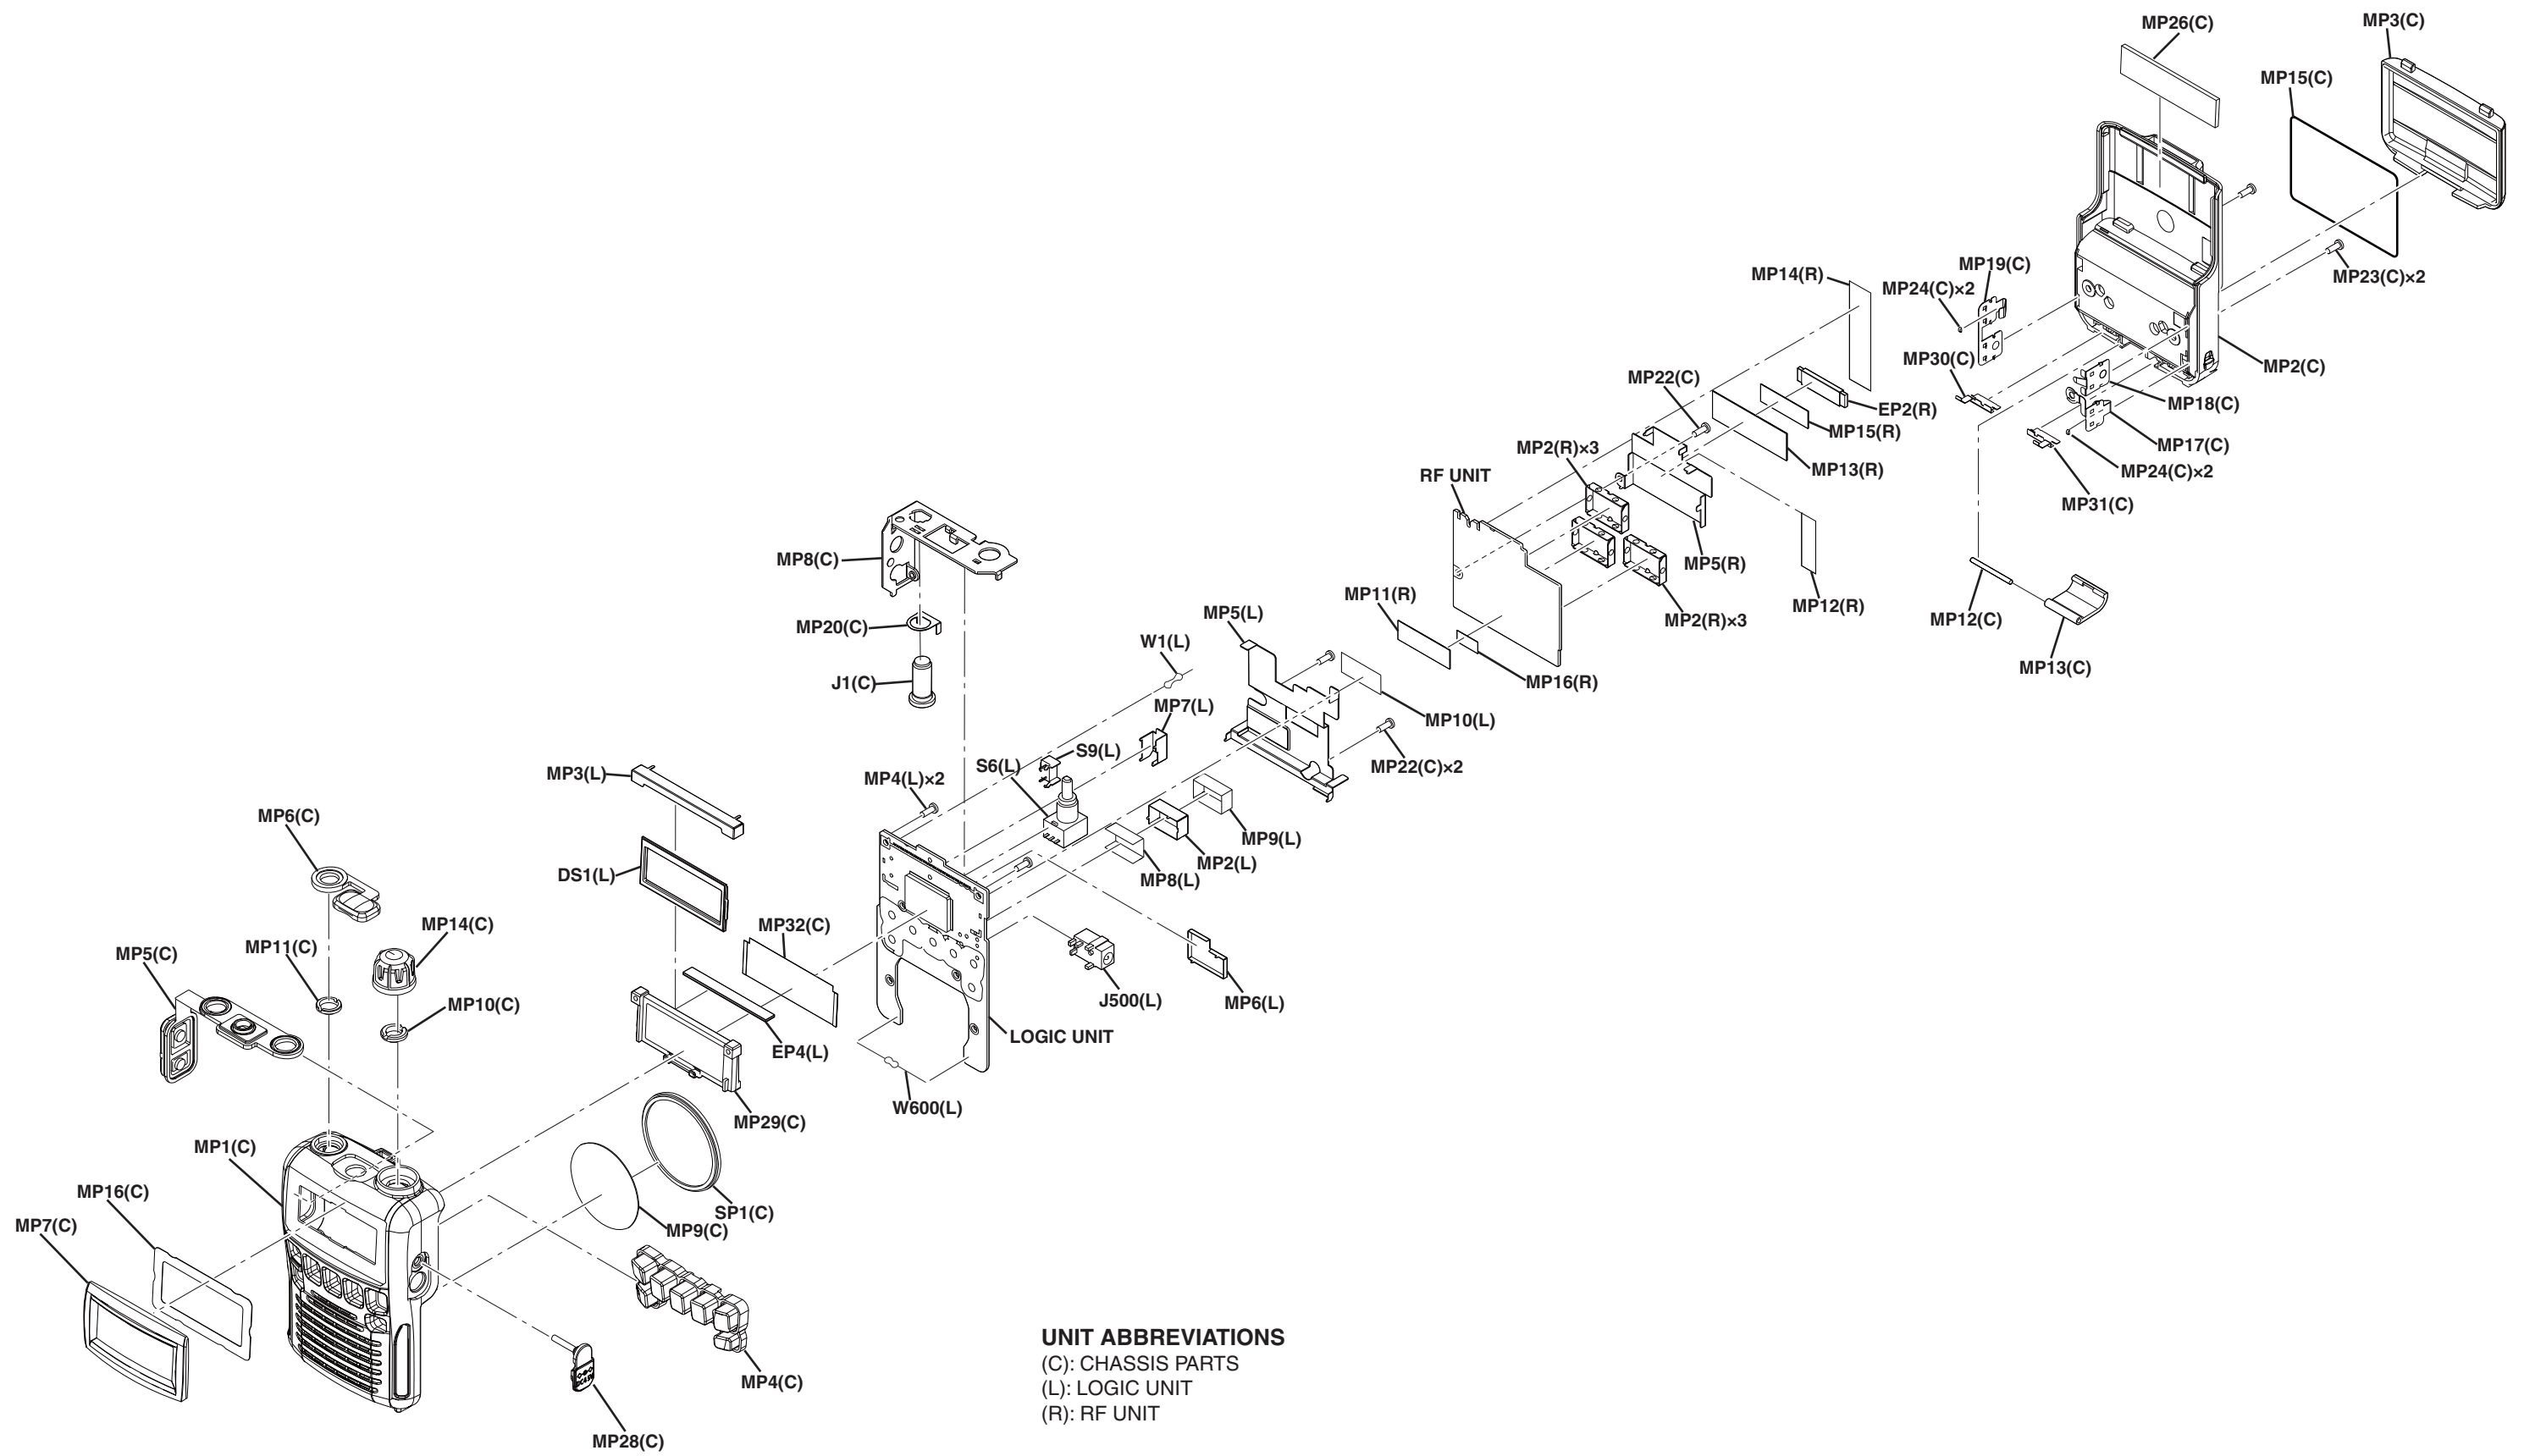 MP3(C)
MP26(C)
MP15(C)
MP19(C)
MP14(R)
MP23(C)×2
MP24(C)×2
MP30(C)
MP2(C)
MP22(C)
MP18(C)
EP2(R)
MP15(R)
MP17(C)
MP2(R)×3
MP13(R)
MP24(C)×2
RF UNIT
MP31(C)
MP8(C)
MP5(R)
MP11(R)
MP12(R)
MP5(L)
MP2(R)×3
MP12(C)
MP20(C)
W1(L)
MP13(C)
J1(C)
MP16(R)
MP7(L)
MP10(L)
S9(L)
S6(L)
MP22(C)×2
MP3(L)
MP4(L)×2
MP6(C)
MP9(L)
MP2(L)
DS1(L)
MP8(L)
MP14(C)
MP32(C)
MP11(C)
MP5(C)
J500(L)
MP6(L)
MP10(C)
LOGIC UNIT
EP4(L)
W600(L)
MP29(C)
MP1(C)
MP16(C)
SP1(C)
MP7(C)
MP9(C)
MP4(C)
MP28(C)
UNIT ABBREVIATIONS
(C): CHASSIS PARTS
(L): LOGIC UNIT
(R): RF UNIT